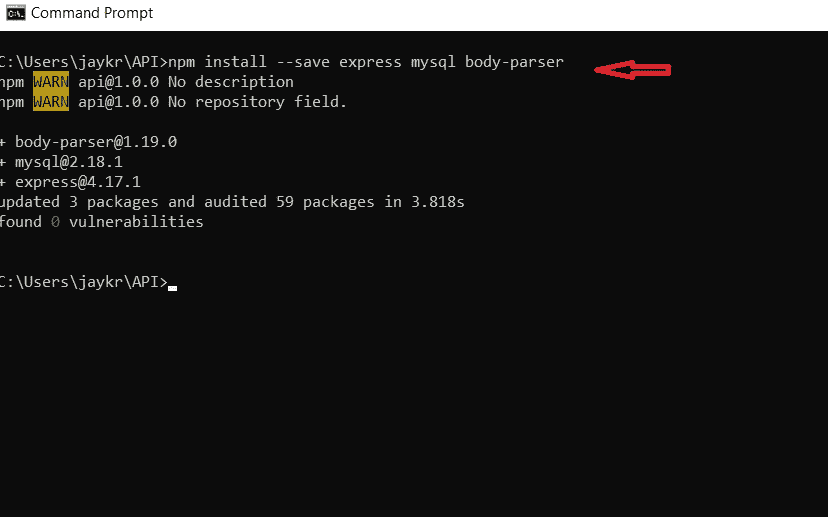 Command Prompt
C:\Users\jaykr\API>npm install --save express mysql body-parser
npm WARN api@1.0.0 No description
npm WARN api@1.0.0 No repository field.
+ body-parser@1.19.0
+ mysql@2.18.1
+ express@4.17.1
updated 3 packages and audited 59 packages in 3.818s
found 0 vulnerabilities
C:\Users\jaykr\API>